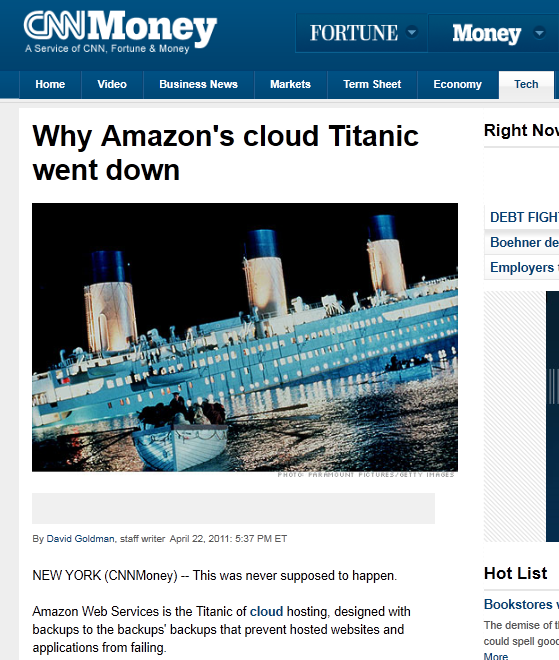 CNNMoney
A Service of CNN, Fortune & Money
FORTUNE
Money
Home Video Business News Markets Term Sheet Economy Tech
Why Amazon's cloud Titanic
went down
PHOTO: PARAMOUNT PICTURES/GETTY IMAGES
By David Goldman, staff writer April 22, 2011: 5:37 PM ET
NEW YORK (CNNMoney) -- This was never supposed to happen.
Amazon Web Services is the Titanic of cloud hosting, designed with
backups to the backups' backups that prevent hosted websites and
applications from failing.
Right Nov
DEBT FIGH
Boehner de
Employers
Hot List
Bookstores
The demise of t
could spell good
More